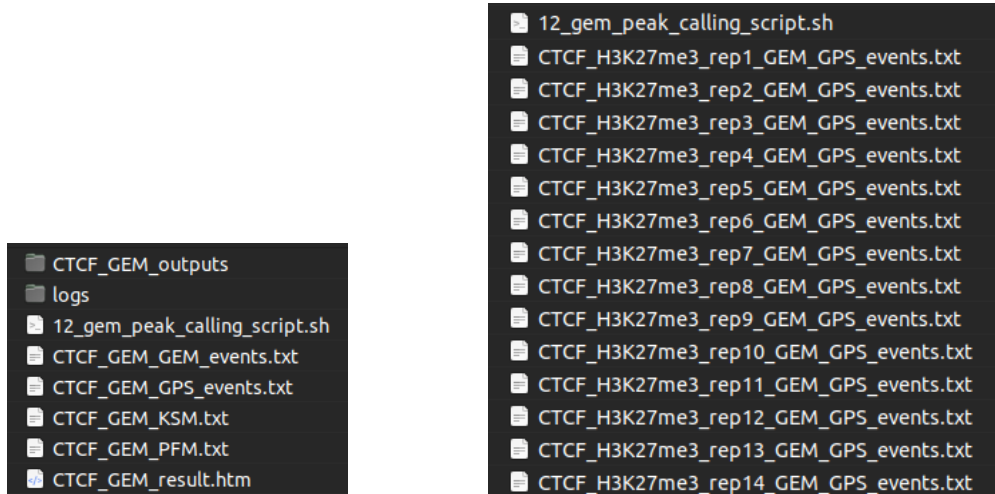 CTCF_GEM_outputs
logs
12_gem_peak_calling_script.sh
CTCF_GEM_GEM_events.txt
CTCF_GEM_GPS_events.txt
CTCF_GEM_KSM.txt
CTCF_GEM_PFM.txt
CTCF_GEM_result.htm
12_gem_peak_calling_script.sh
CTCF_H3K27me3_rep1_GEM_GPS_events.txt
CTCF_H3K27me3_rep2_GEM_GPS_events.txt
CTCF_H3K27me3_rep3_GEM_GPS_events.txt
CTCF_H3K27me3_rep4_GEM_GPS_events.txt
CTCF_H3K27me3_rep5_GEM_GPS_events.txt
CTCF_H3K27me3_rep6_GEM_GPS_events.txt
CTCF_H3K27me3_rep7_GEM_GPS_events.txt
CTCF_H3K27me3_rep8_GEM_GPS_events.txt
CTCF_H3K27me3_rep9_GEM_GPS_events.txt
CTCF_H3K27me3_rep10_GEM_GPS_events.txt
CTCF_H3K27me3_rep11_GEM_GPS_events.txt
CTCF_H3K27me3_rep12_GEM_GPS_events.txt
CTCF_H3K27me3_rep13_GEM_GPS_events.txt
CTCF_H3K27me3_rep14_GEM_GPS_events.txt